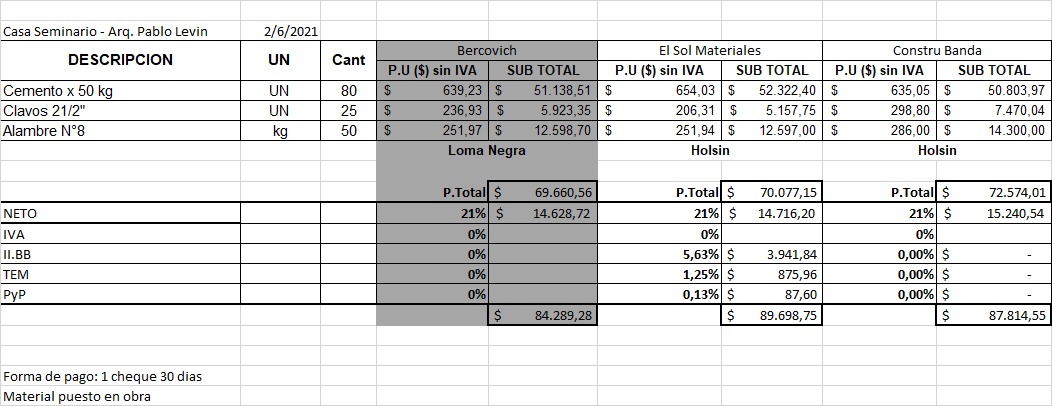 Casa Seminario - Arq. Pablo Levin 2/6/2021
DESCRIPCION UN Cant Bercovich El Sol Materiales Constru Banda
P.U ($) sin IVA SUB TOTAL P.U ($) sin IVA SUB TOTAL P.U ($) sin IVA SUB TOTAL
Cemento x 50 kg UN 80 $ 639,23 $ 51.138,51 $ 654,03 $ 52.322,40 $ 635,05 $ 50.803,97
Clavos 21/2" UN 25 $ 236,93 $ 5.923,35 $ 206,31 $ 5.157,75 $ 298,80 $ 7.470,04
Alambre N°8 kg 50 $ 251,97 $ 12.598,70 $ 251,94 $ 12.597,00 $ 286,00 $ 14.300,00
Loma Negra Holsin Holsin
P.Total $ 69.660,56 P.Total $ 70.077,15 P.Total $ 72.574,01
NETO 21% $ 14.628,72 21% $ 14.716,20 21% $ 15.240,54
IVA 0% 0% 0%
II.BB 0% 5,63% $ 3.941,84 0,00% $ -
TEM 0% 1,25% $ 875,96 0,00% $ -
PyP 0% 0,13% $ 87,60 0,00% $ -
$ 84.289,28 $ 89.698,75 $ 87.814,55
Forma de pago: 1 cheque 30 dias
Material puesto en obra